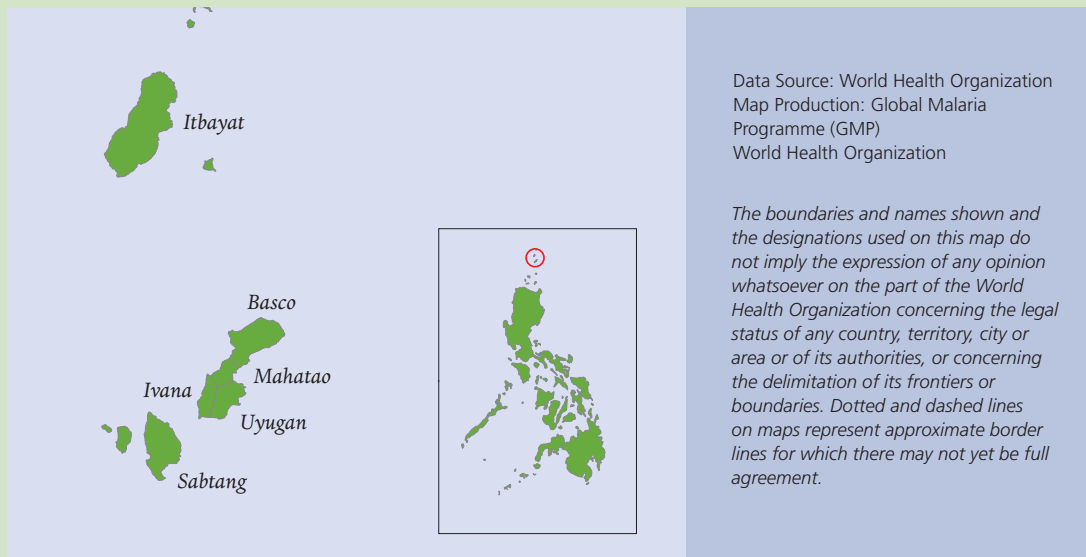 Itbayat
Basco
Mahatao
Ivana
Uyugan
Sabtang
Data Source: World Health Organization
Map Production: Global Malaria
Programme (GMP)
World Health Organization
The boundaries and names shown and
the designations used on this map do
not imply the expression of any opinion
whatsoever on the part of the World
Health Organization concerning the legal
status of any country, territory, city or
area or of its authorities, or concerning
the delimitation of its frontiers or
boundaries. Dotted and dashed lines
on maps represent approximate border
lines for which there may not yet be full
agreement.